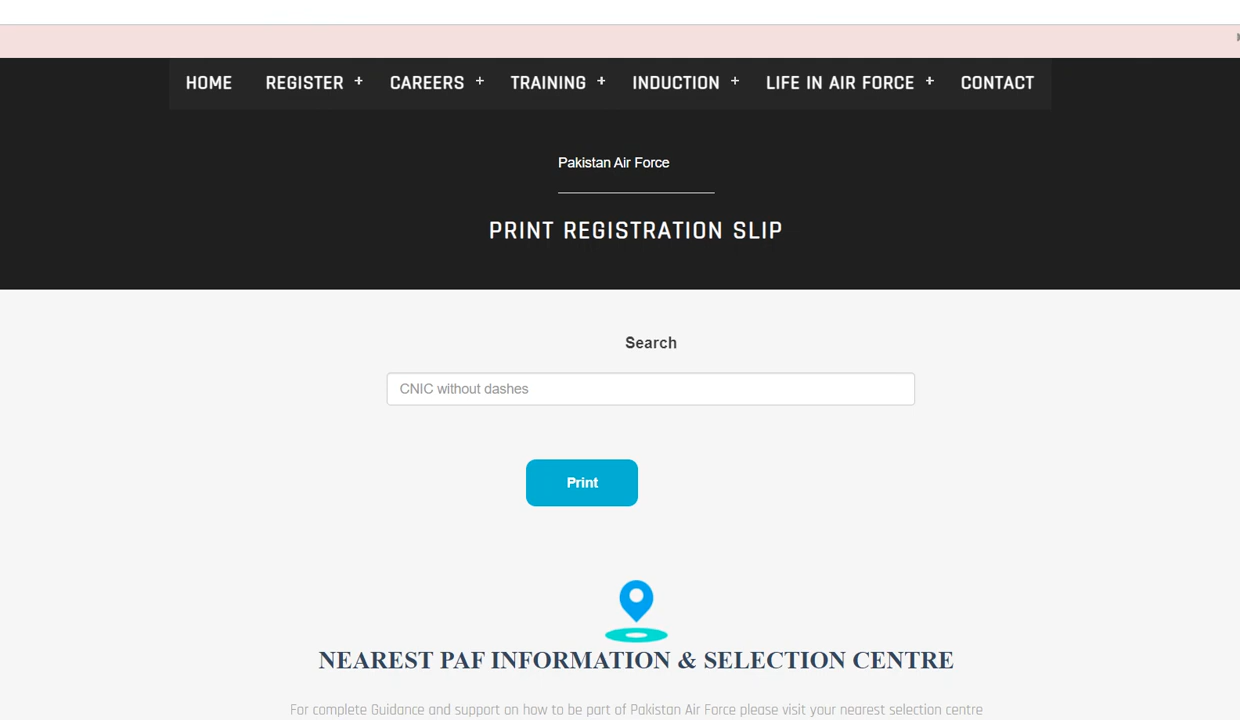 HOME REGISTER + CAREERS + TRAINING + INDUCTION + LIFE IN AIR FORCE + CONTACT
Pakistan Air Force
PRINT REGISTRATION SLIP
Search
CNIC without dashes
Print
NEAREST PAF INFORMATION & SELECTION CENTRE
For complete Guidance and support on how to be part of Pakistan Air Force please visit your nearest selection centre